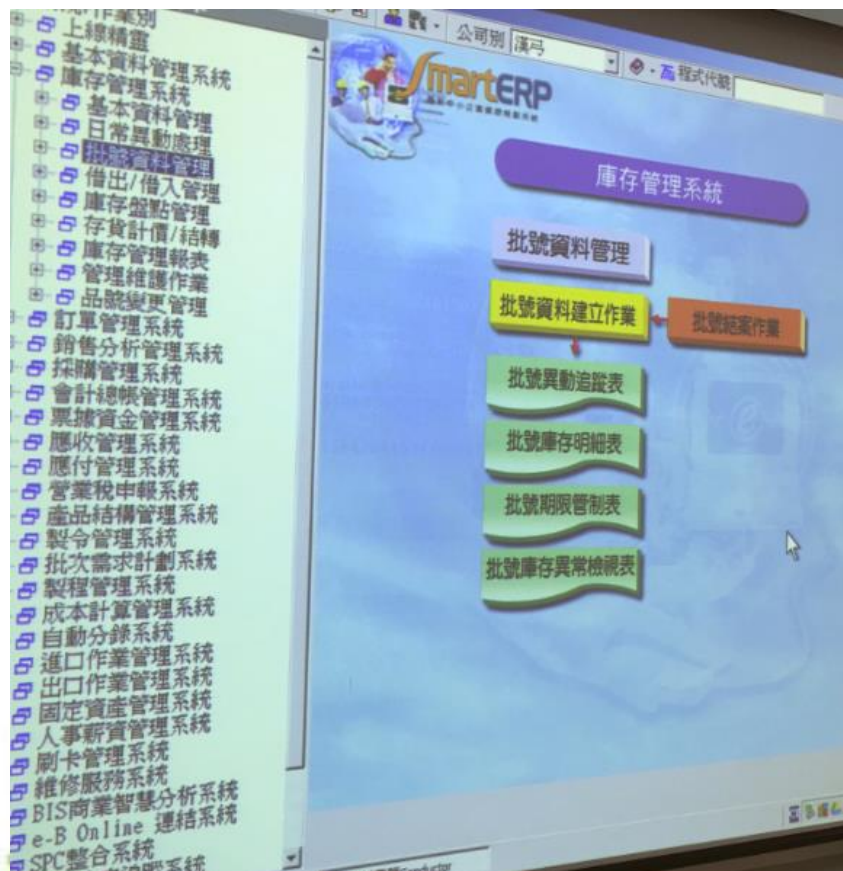 公司別 漢弓 程式代號
作業別
上線精靈
基本資料管理系統
庫存管理系統
基本資料管理
日常異動處理
批號資料管理
借出/借入管理
庫存盤點管理
存貨計價/結轉
庫存管理報表
管理維護作業
品號變更管理
訂單管理系統
銷售分析管理系統
採購管理系統
會計總帳管理系統
票據資金管理系統
應收管理系統
應付管理系統
營業稅申報系統
產品結構管理系統
製令管理系統
批次需求計劃系統
製程管理系統
成本計算管理系統
自動分錄系統
進口作業管理系統
出口作業管理系統
固定資產管理系統
人事薪資管理系統
刷卡管理系統
維修服務系統
BIS商業智慧分析系統
e-B Online 連結系統
SPC整合系統
SmartERP
庫存管理系統
批號資料管理
批號資料建立作業
批號結案作業
批號異動追蹤表
批號庫存明細表
批號期限管制表
批號庫存異常檢視表